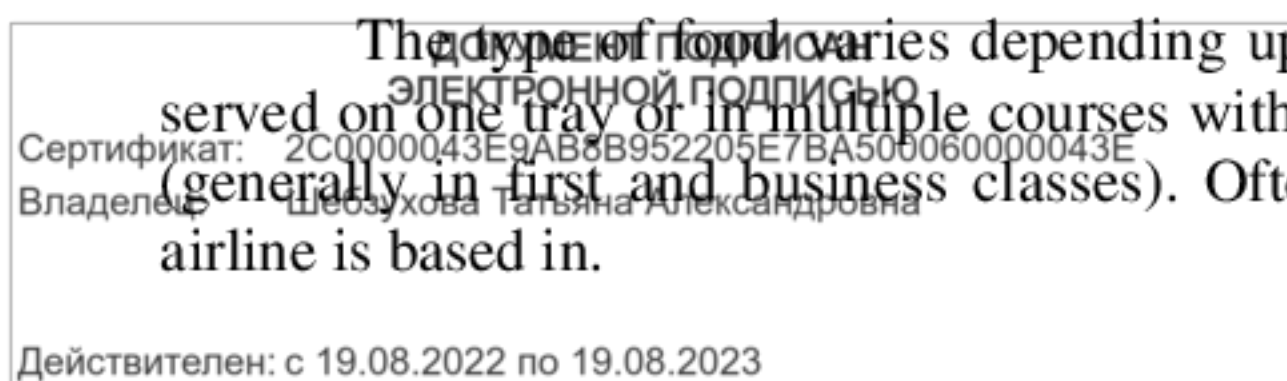 The type of food varies depending up
ДОКУМЕНТ ПОДПИСАН
ЭЛЕКТРОННОЙ ПОДПИСЬЮ
served on one tray or in multiple courses with
Сертификат: 2C0000043E9AB8B952205E7BA500060000043E
(generally in first and business classes). Ofte
Владелец: Шебзухова Татьяна Александровна
airline is based in.
Действителен: с 19.08.2022 по 19.08.2023